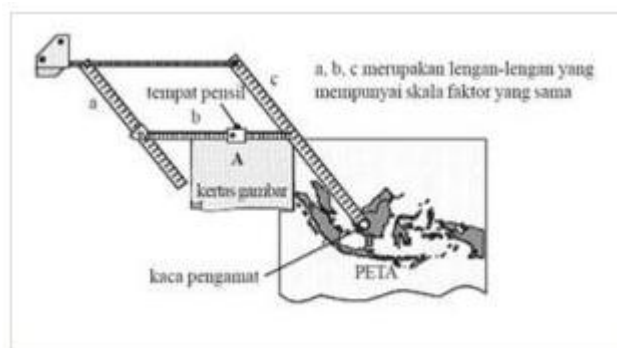 a, b, c merupakan lengan-lengan yang
mempunyai skala faktor yang sama
c
tempat pensil
a
b
A
kertas gambar
kaca pengamat
PETA